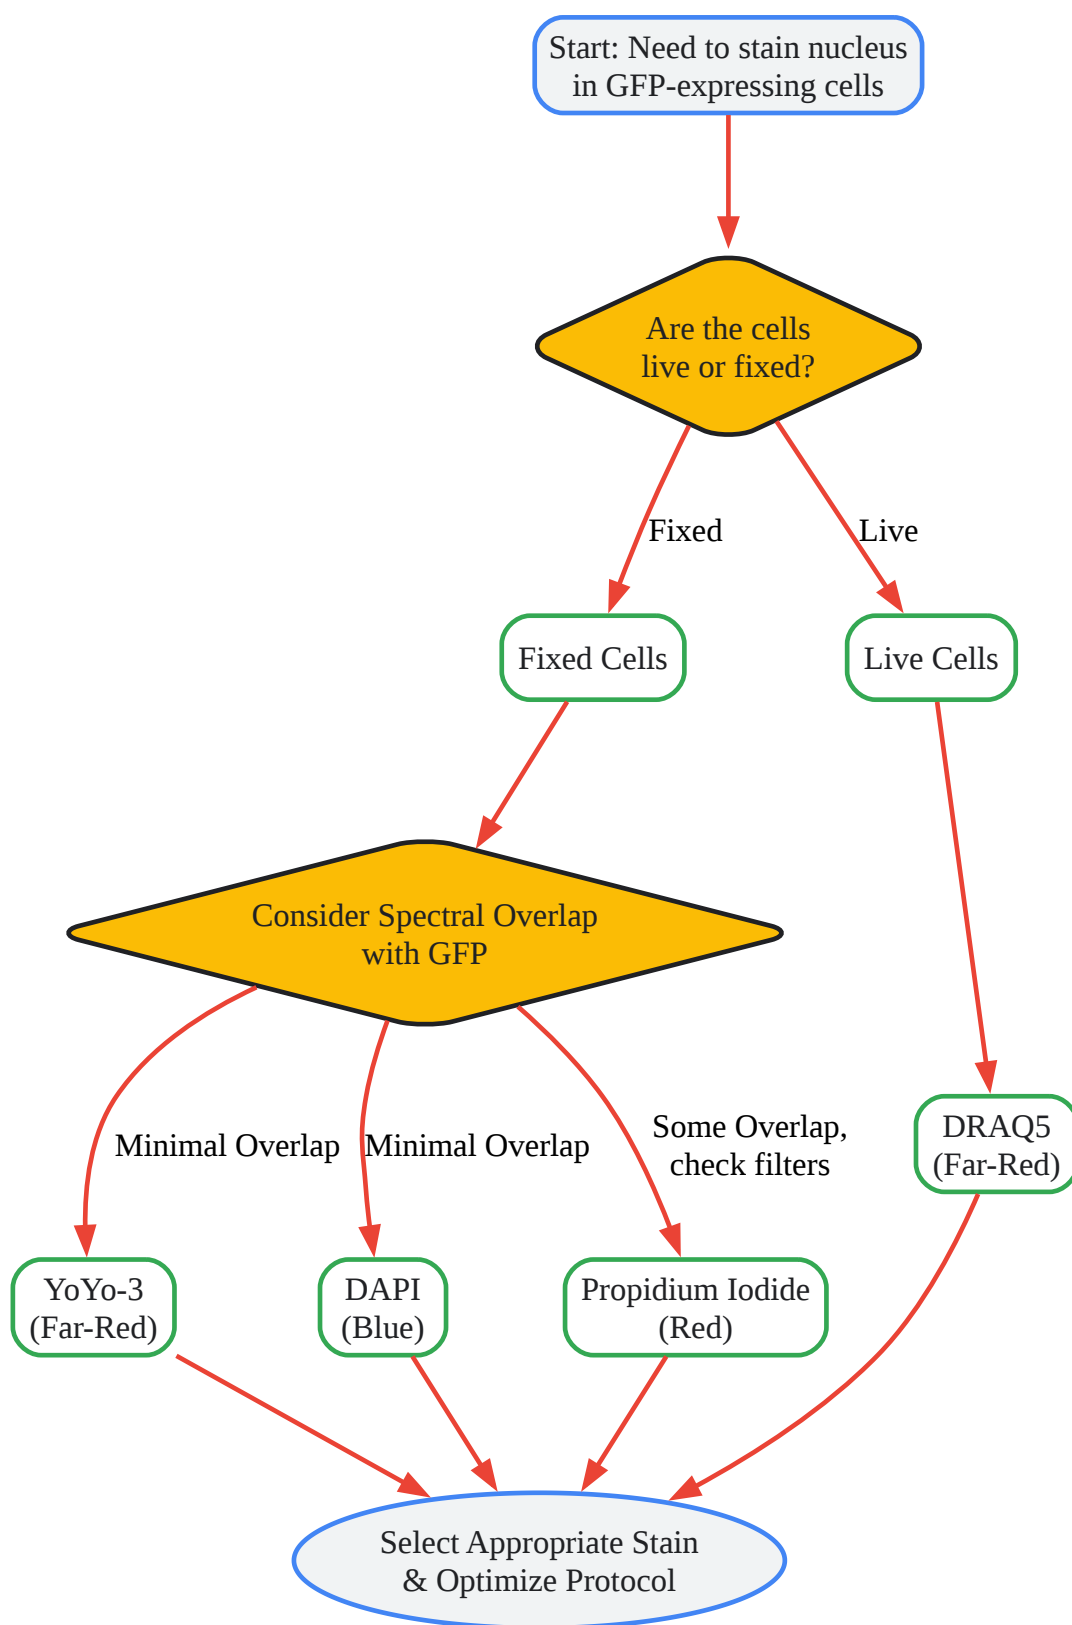 Start: Need to stain nucleus
in GFP-expressing cells
Are the cells
live or fixed?
Fixed
Live
Fixed Cells
Live Cells
Consider Spectral Overlap
with GFP
Minimal Overlap
Minimal Overlap
Some Overlap,
check filters
DRAQ5
(Far-Red)
YoYo-3
(Far-Red)
DAPI
(Blue)
Propidium Iodide
(Red)
Select Appropriate Stain
& Optimize Protocol